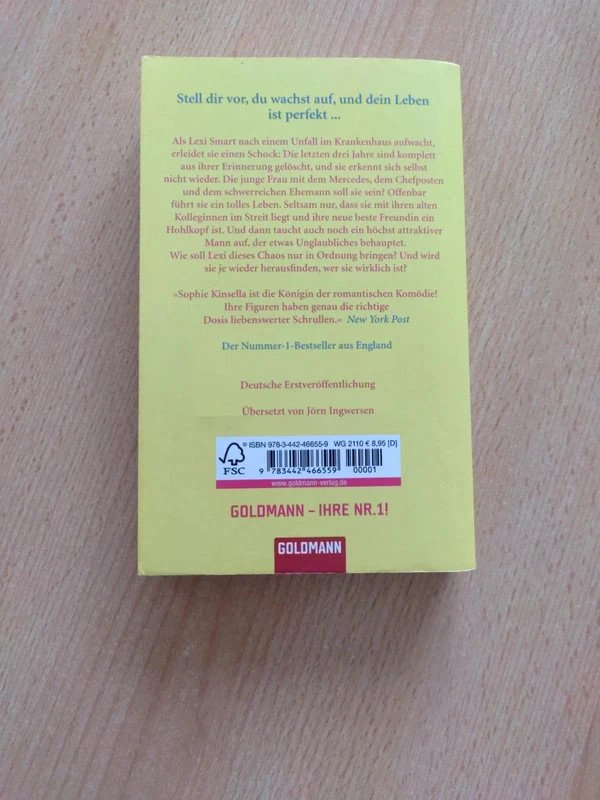 Stell dir vor, du wachst auf, und dein Leben
ist perfekt ...
Als Lexi Smart nach einem Unfall im Krankenhaus aufwacht,
erleidet sie einen Schock: Die letzten drei Jahre sind komplett
aus ihrer Erinnerung gelöscht, und sie erkennt sich selbst
nicht wieder. Die junge Frau mit dem Mercedes, dem Chefposten
und dem schwerreichen Ehemann soll sie sein? Offenbar
führt sie ein tolles Leben. Seltsam nur, dass sie mit ihren alten
Kolleginnen im Streit liegt und ihre neue beste Freundin ein
Hohlkopf ist. Und dann taucht auch noch ein höchst attraktiver
Mann auf, der etwas Unglaubliches behauptet.
Wie soll Lexi dieses Chaos nur in Ordnung bringen? Und wird
sie je wieder herausfinden, wer sie wirklich ist?
»Sophie Kinsella ist die Königin der romantischen Komödie!
Ihre Figuren haben genau die richtige
Dosis liebenswerter Schrullen.« New York Post
Der Nummer-1-Bestseller aus England
Deutsche Erstveröffentlichung
Übersetzt von Jörn Ingwersen
© ISBN 978-3-442-46655-9 WG 2110 € 8,95 [D]
FSC
9 783442 466559 00001
www.goldmann-verlag.de
GOLDMANN – IHRE NR.1!
GOLDMANN